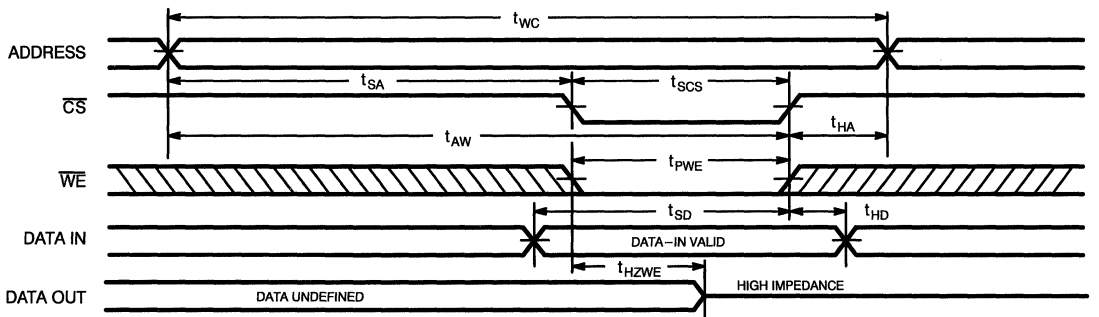 tWC
ADDRESS
tSA
tSCS
CS
tAW
tHA
tPWE
WE
tSD
tHD
DATA IN
DATA–IN VALID
tHZWE
DATA OUT
DATA UNDEFINED
HIGH IMPEDANCE